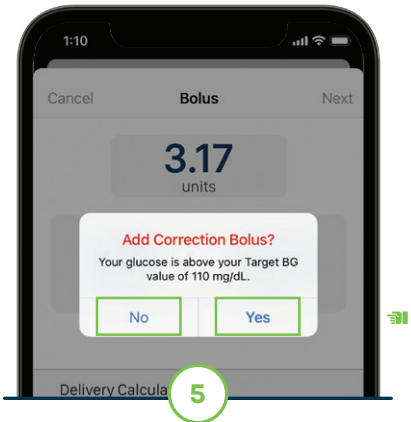 1:10
Cancel Bolus Next
3.17
units
Add Correction Bolus?
Your glucose is above your Target BG
value of 110 mg/dL.
No Yes
Delivery Calcula
5